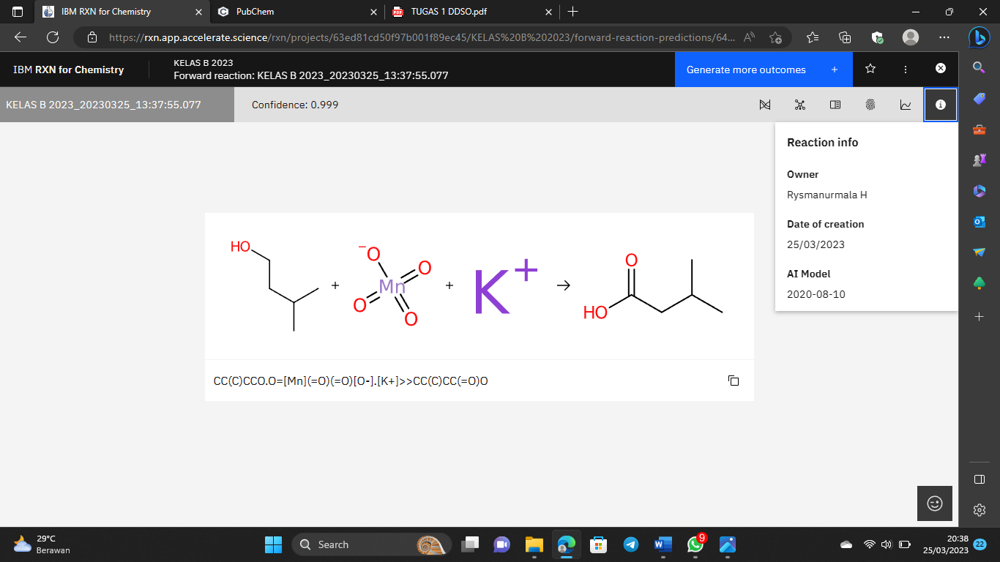 IBM RXN for Chemistry
PubChem
TUGAS 1 DDSO.pdf
https://rxn.app.accelerate.science/rxn/projects/63ed81cd50f97b001f89ec45/KELAS%20B%202023/forward-reaction-predictions/64...
IBM RXN for Chemistry
KELAS B 2023
Forward reaction: KELAS B 2023_20230325_13:37:55.077
Generate more outcomes +
KELAS B 2023_20230325_13:37:55.077
Confidence: 0.999
Reaction info
Owner
Rysmanurmala H
Date of creation
25/03/2023
AI Model
2020-08-10
HO
+
−O
O
Mn
O
O
+
K+
→
O
HO
CC(C)CCO.O=[Mn](=O)(=O)[O-].[K+]>>CC(C)CC(=O)O
29°C
Berawan
Search
9
20:38
25/03/2023
22